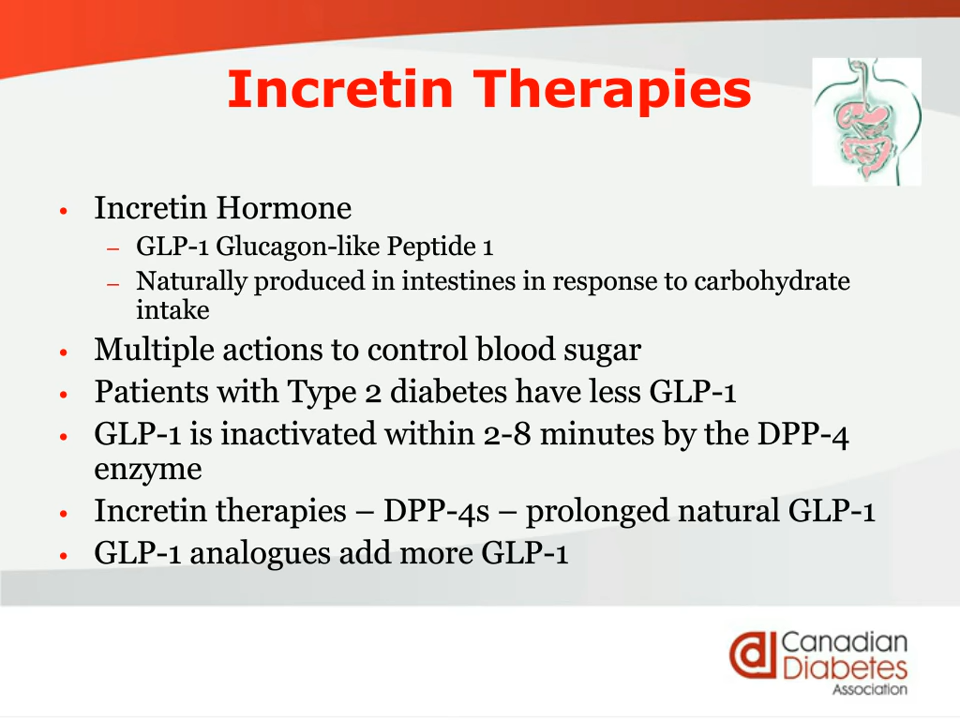 Incretin Therapies
• Incretin Hormone
– GLP-1 Glucagon-like Peptide 1
– Naturally produced in intestines in response to carbohydrate
intake
• Multiple actions to control blood sugar
• Patients with Type 2 diabetes have less GLP-1
• GLP-1 is inactivated within 2-8 minutes by the DPP-4
enzyme
• Incretin therapies – DPP-4s – prolonged natural GLP-1
• GLP-1 analogues add more GLP-1
Canadian
Diabetes
Association